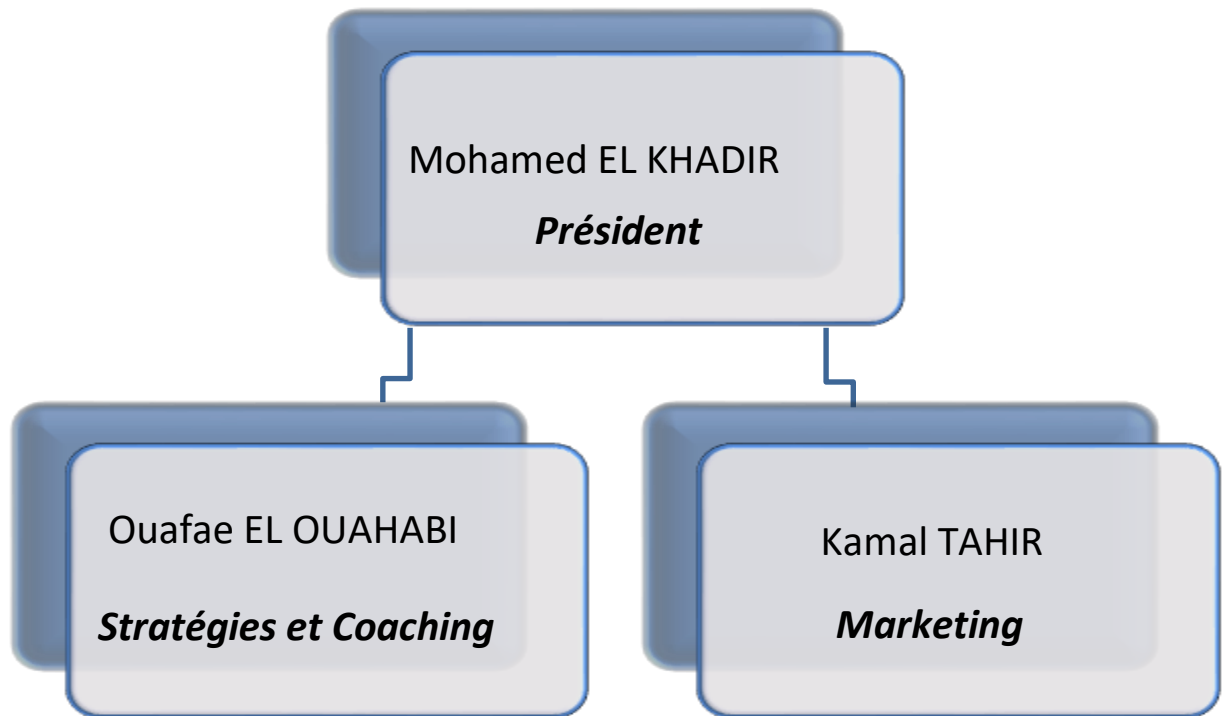 Mohamed EL KHADIR
Président
Ouafae EL OUAHABI
Stratégies et Coaching
Kamal TAHIR
Marketing